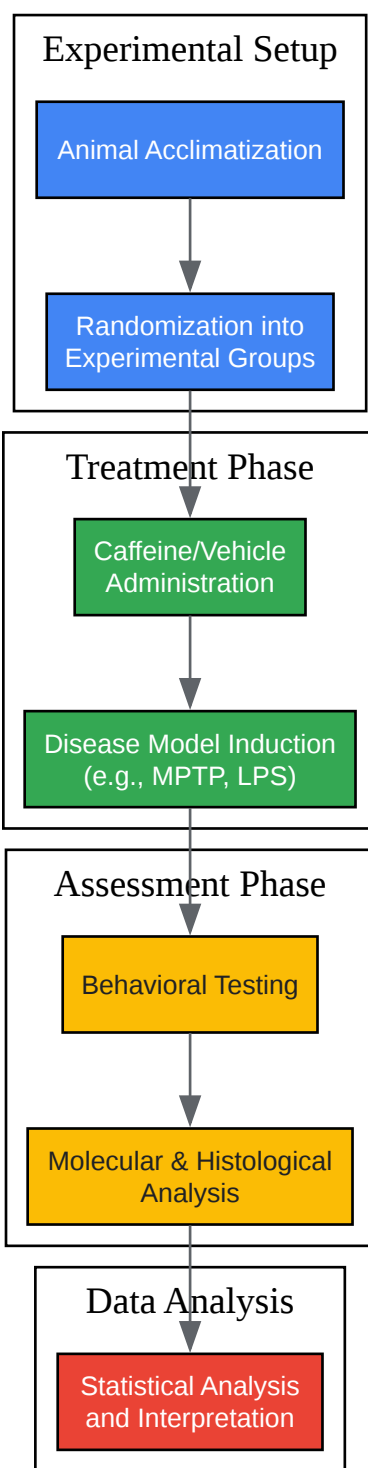 Experimental Setup
Animal Acclimatization
Randomization into
Experimental Groups
Treatment Phase
Caffeine/Vehicle
Administration
Disease Model Induction
(e.g., MPTP, LPS)
Assessment Phase
Behavioral Testing
Molecular & Histological
Analysis
Data Analysis
Statistical Analysis
and Interpretation